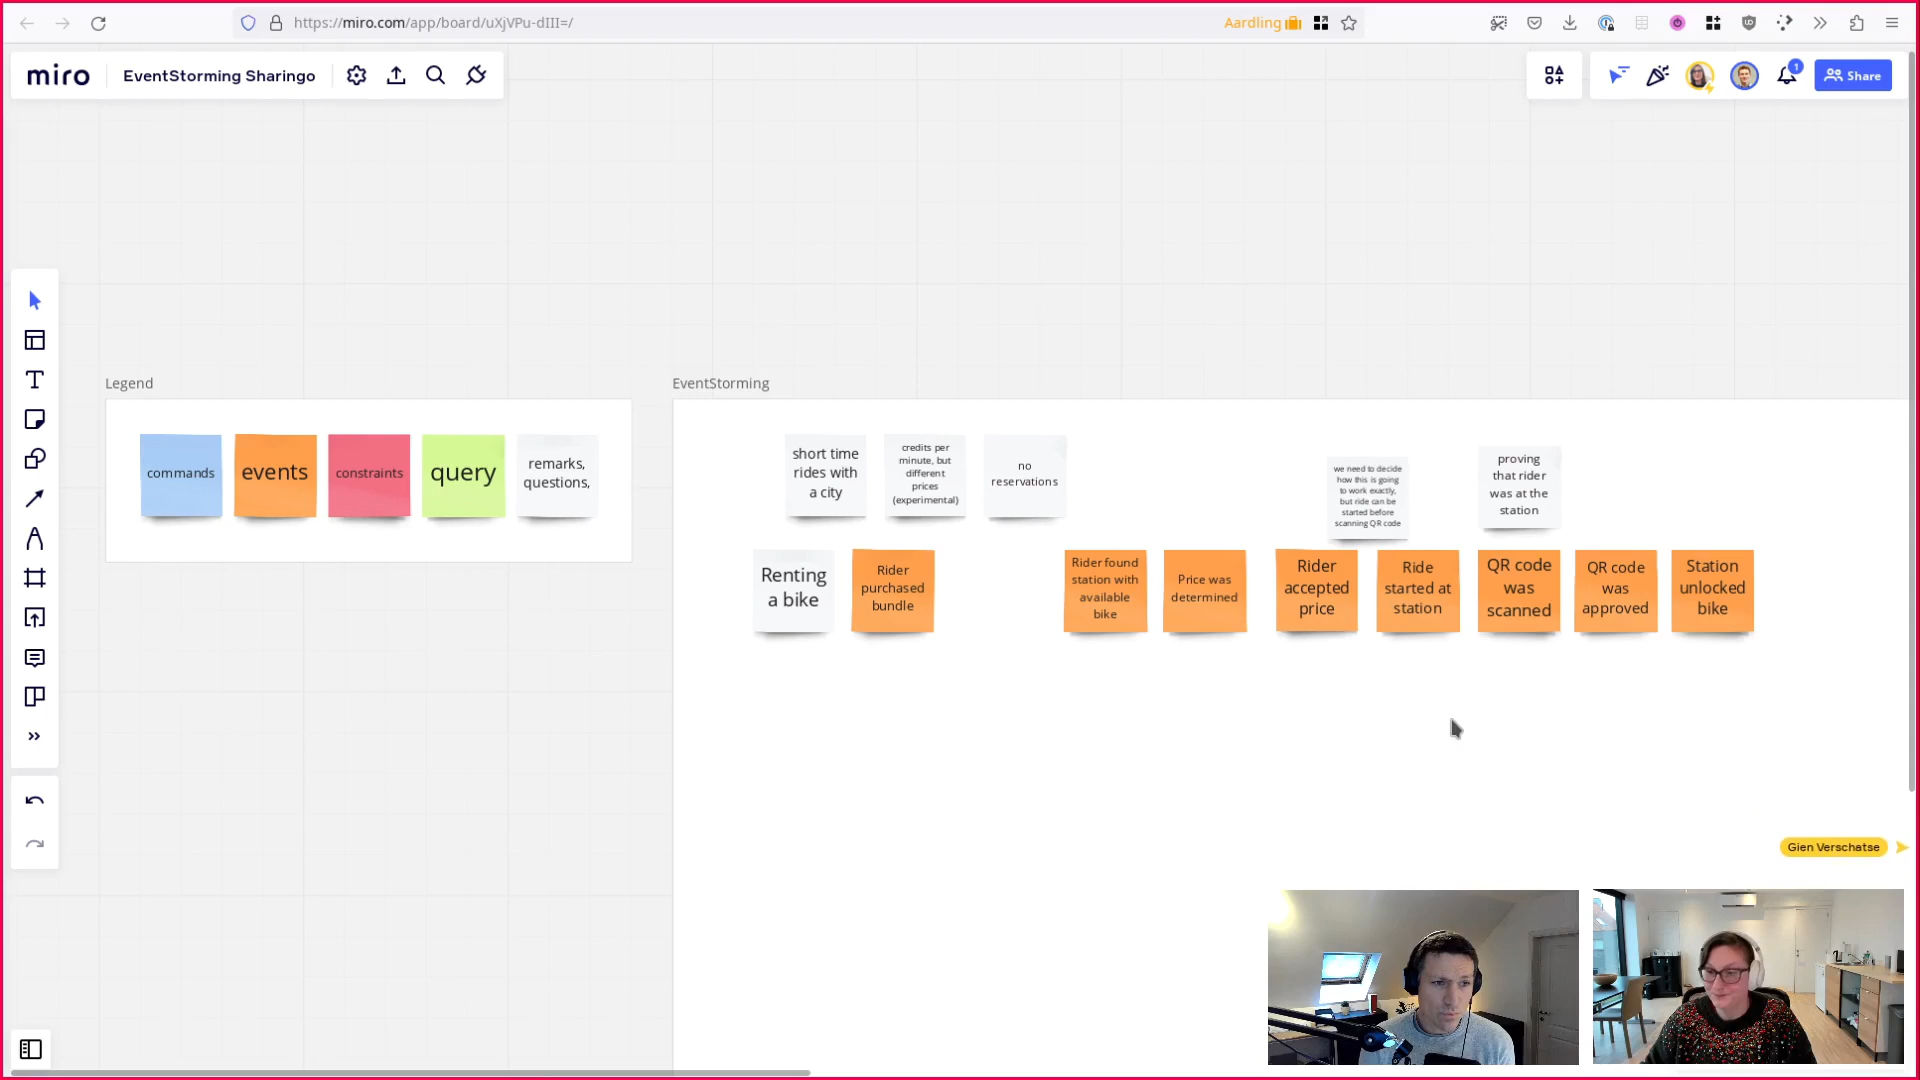 https://miro.com/app/board/uXjVPu-dIII=/
Aardling
miro
EventStorming Sharingo
1
Share
Legend
commands
events
constraints
query
remarks,
questions,
EventStorming
short time
rides with
a city
credits per
minute, but
different
prices
(experimental)
no
reservations
we need to decide
how this is going
to work exactly,
but ride can be
started before
scanning QR code
proving
that rider
was at the
station
Renting
a bike
Rider
purchased
bundle
Rider found
station with
available
bike
Price was
determined
Rider
accepted
price
Ride
started at
station
QR code
was
scanned
QR code
was
approved
Station
unlocked
bike
Gien Verschatse